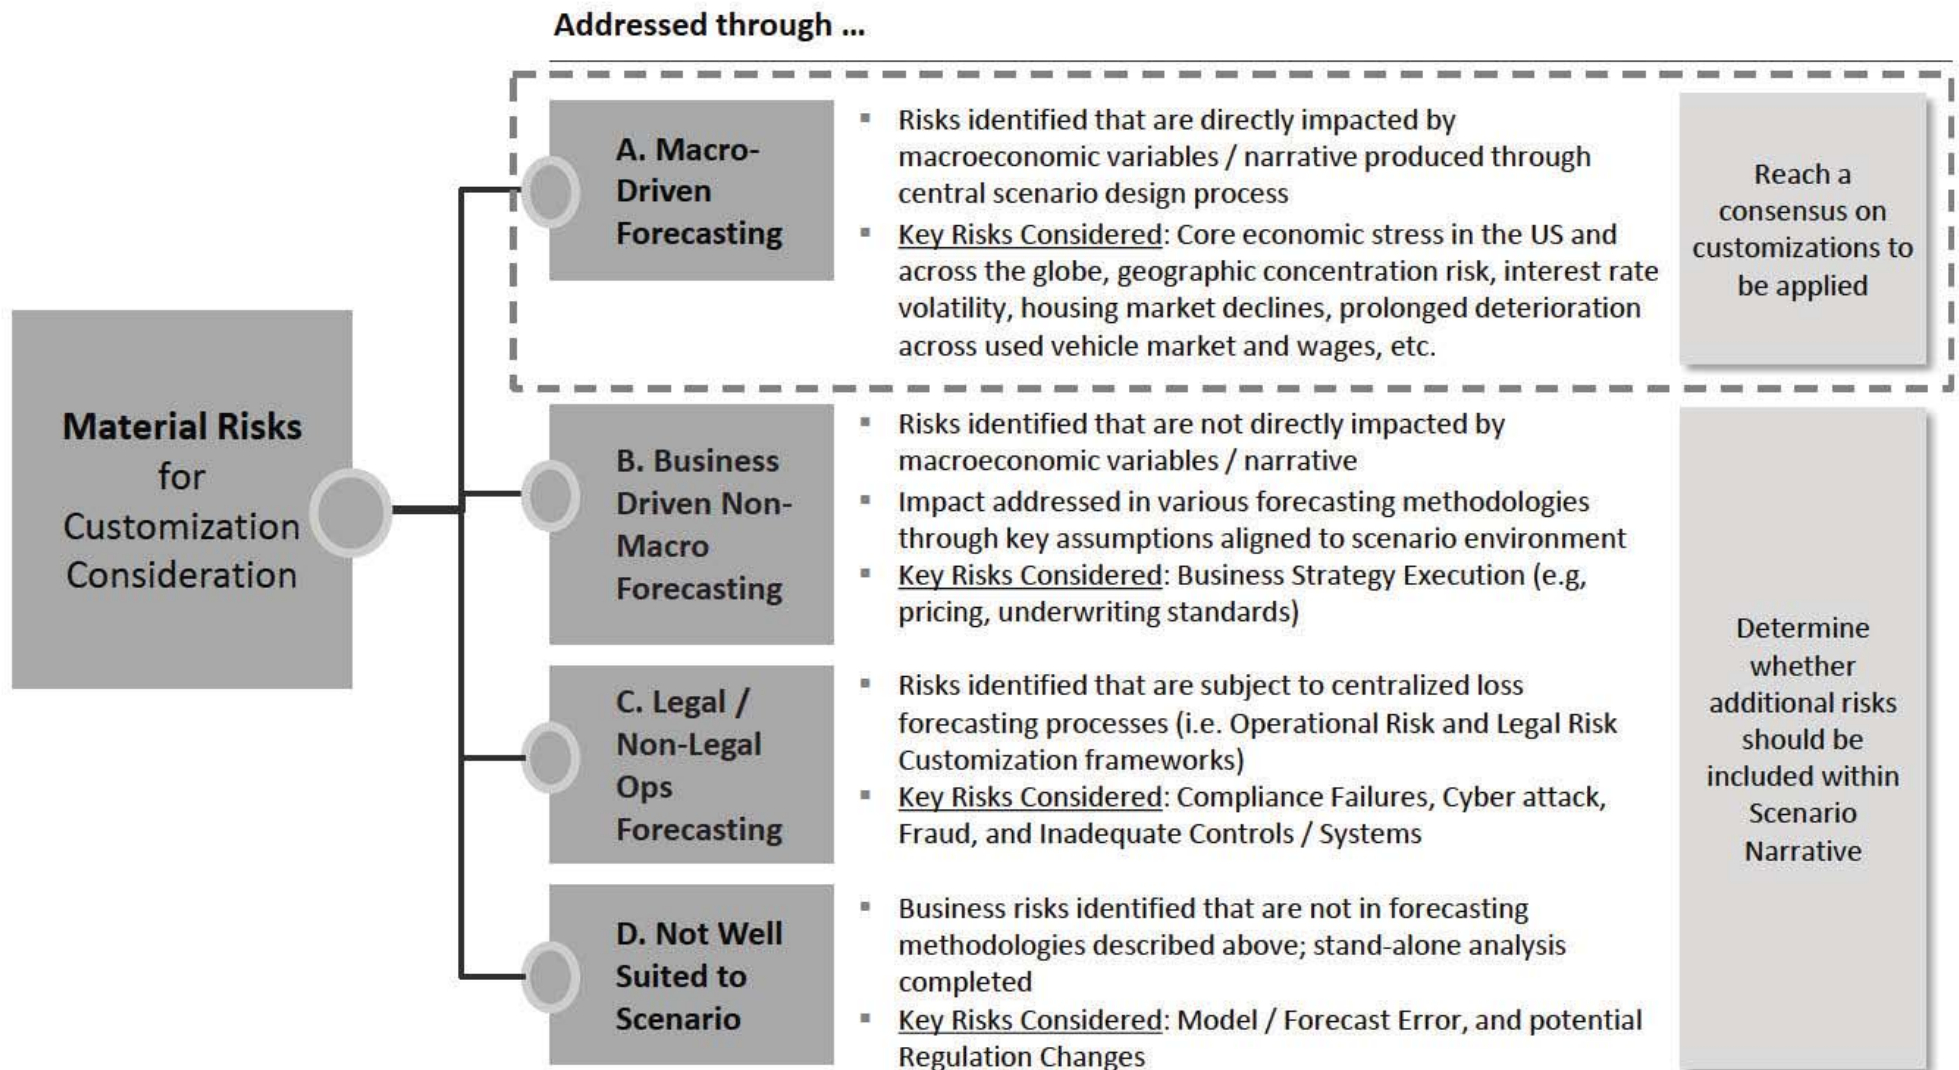 Addressed through ...
Material Risks
for
Customization
Consideration
A. Macro-
Driven
Forecasting
▪ Risks identified that are directly impacted by
macroeconomic variables / narrative produced through
central scenario design process
▪ Key Risks Considered: Core economic stress in the US and
across the globe, geographic concentration risk, interest rate
volatility, housing market declines, prolonged deterioration
across used vehicle market and wages, etc.
Reach a
consensus on
customizations to
be applied
B. Business
Driven Non-
Macro
Forecasting
▪ Risks identified that are not directly impacted by
macroeconomic variables / narrative
▪ Impact addressed in various forecasting methodologies
through key assumptions aligned to scenario environment
▪ Key Risks Considered: Business Strategy Execution (e.g,
pricing, underwriting standards)
C. Legal /
Non-Legal
Ops
Forecasting
▪ Risks identified that are subject to centralized loss
forecasting processes (i.e. Operational Risk and Legal Risk
Customization frameworks)
▪ Key Risks Considered: Compliance Failures, Cyber attack,
Fraud, and Inadequate Controls / Systems
D. Not Well
Suited to
Scenario
▪ Business risks identified that are not in forecasting
methodologies described above; stand-alone analysis
completed
▪ Key Risks Considered: Model / Forecast Error, and potential
Regulation Changes
Determine
whether
additional risks
should be
included within
Scenario
Narrative